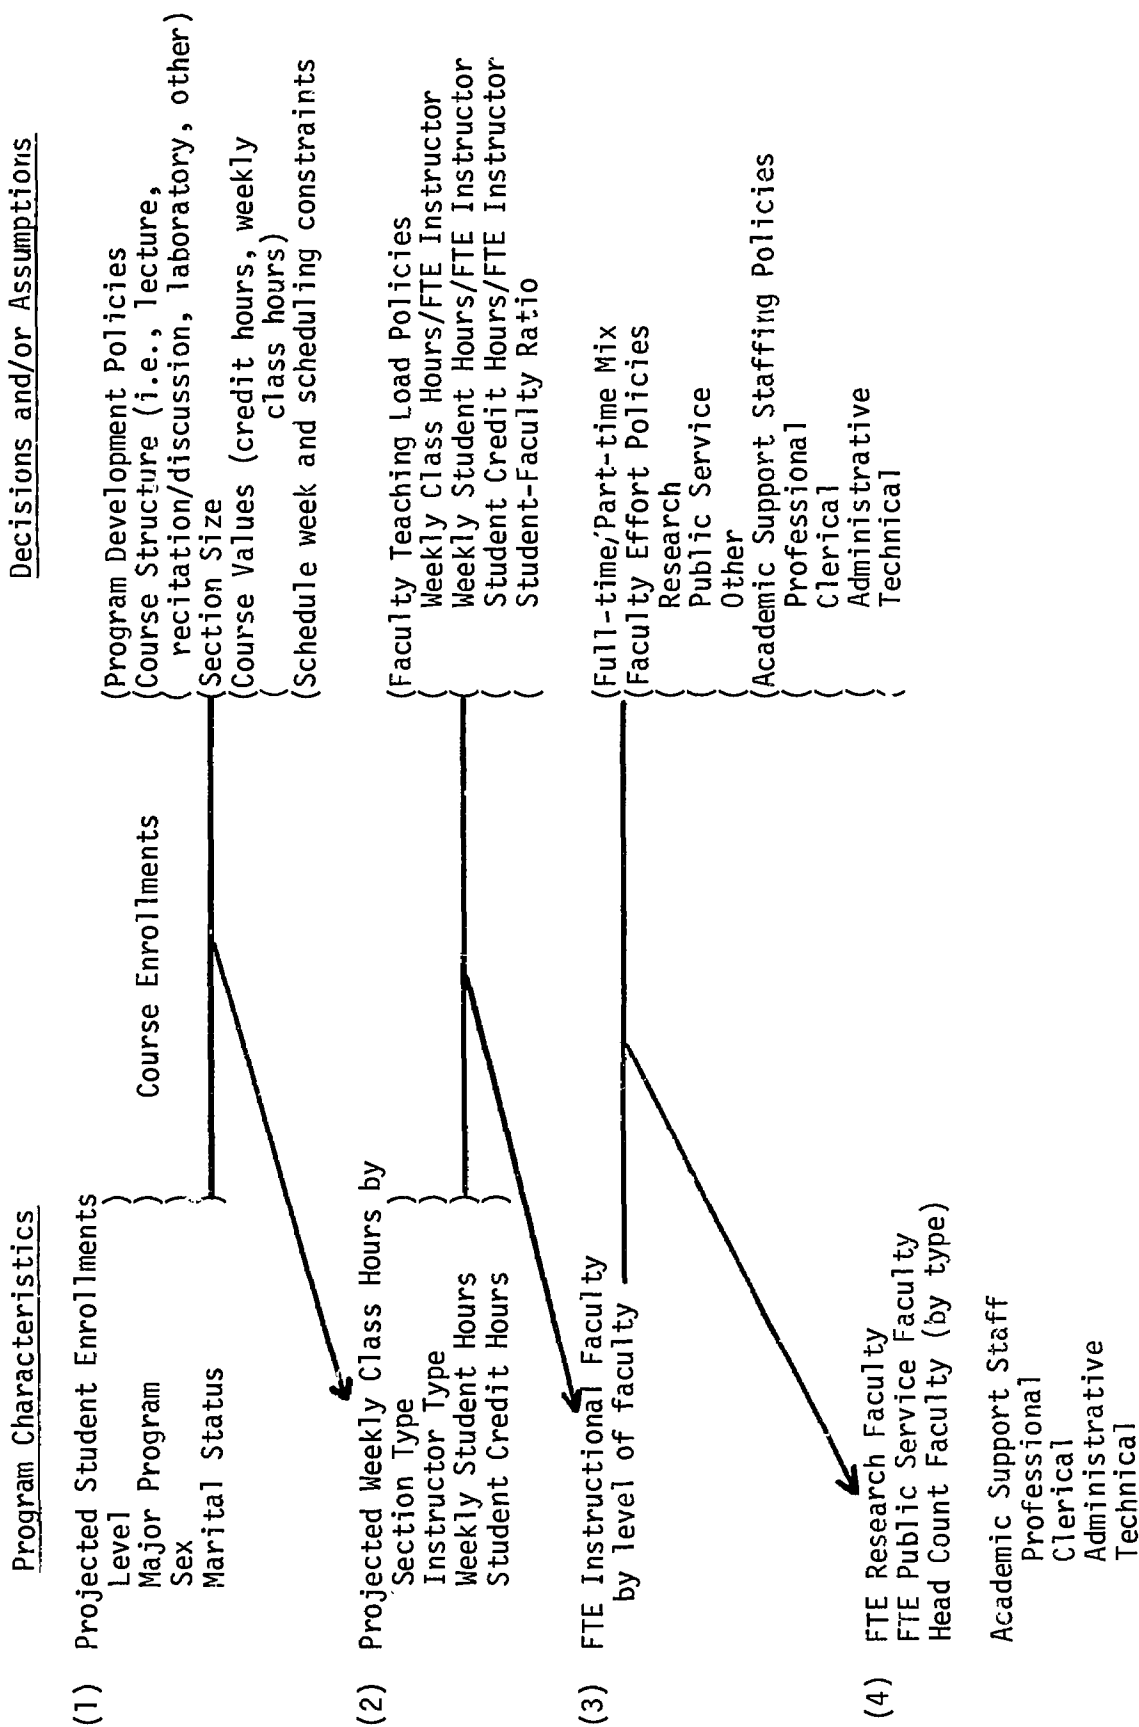 Program Characteristics
Decisions and/or Assumptions
(1) Projected Student Enrollments
Level
Major Program
Sex
Marital Status
Course Enrollments
(Program Development Policies
(Course Structure (i.e., lecture,
( recitation/discussion, laboratory, other)
(Section Size
(Course Values (credit hours, weekly
( class hours)
(Schedule week and scheduling constraints
(2) Projected Weekly Class Hours by
Section Type
Instructor Type
Weekly Student Hours
Student Credit Hours
(Faculty Teaching Load Policies
( Weekly Class Hours/FTE Instructor
( Weekly Student Hours/FTE Instructor
( Student Credit Hours/FTE Instructor
( Student-Faculty Ratio
(3) FTE Instructional Faculty
by level of faculty
(Full-time/Part-time Mix
(Faculty Effort Policies
( Research
( Public Service
( Other
(Academic Support Staffing Policies
( Professional
( Clerical
( Administrative
( Technical
(4) FTE Research Faculty
FTE Public Service Faculty
Head Count Faculty (by type)
Academic Support Staff
Professional
Clerical
Administrative
Technical